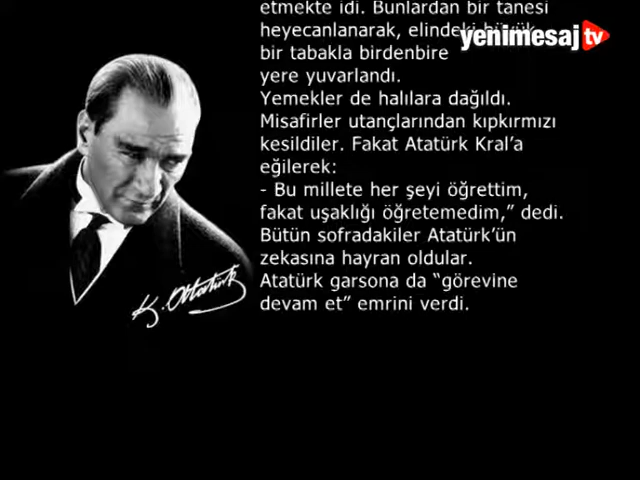 etmekte idi. Bunlardan bir tanesi
heyecanlanarak, elindeki büyük
yenimesaj tv
bir tabakla birdenbire
yere yuvarlandı.
Yemekler de halılara dağıldı.
Misafirler utançlarından kıpkırmızı
kesildiler. Fakat Atatürk Kral’a
eğilerek:
- Bu millete her şeyi öğrettim,
fakat uşaklığı öğretemedim,” dedi.
Bütün sofradakiler Atatürk’ün
zekasına hayran oldular.
Atatürk garsona da “görevine
devam et” emrini verdi.
K. Atatürk